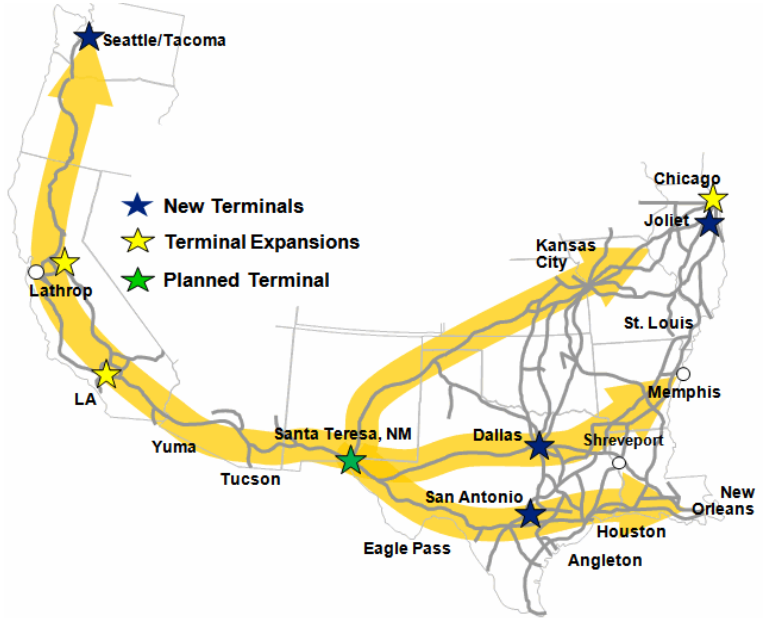 Seattle/Tacoma
Chicago
New Terminals
Joliet
Terminal Expansions
Kansas
City
Planned Terminal
Lathrop
St. Louis
LA
Memphis
Santa Teresa, NM
Dallas
Shreveport
Yuma
Tucson
San Antonio
New
Orleans
Houston
Eagle Pass
Angleton